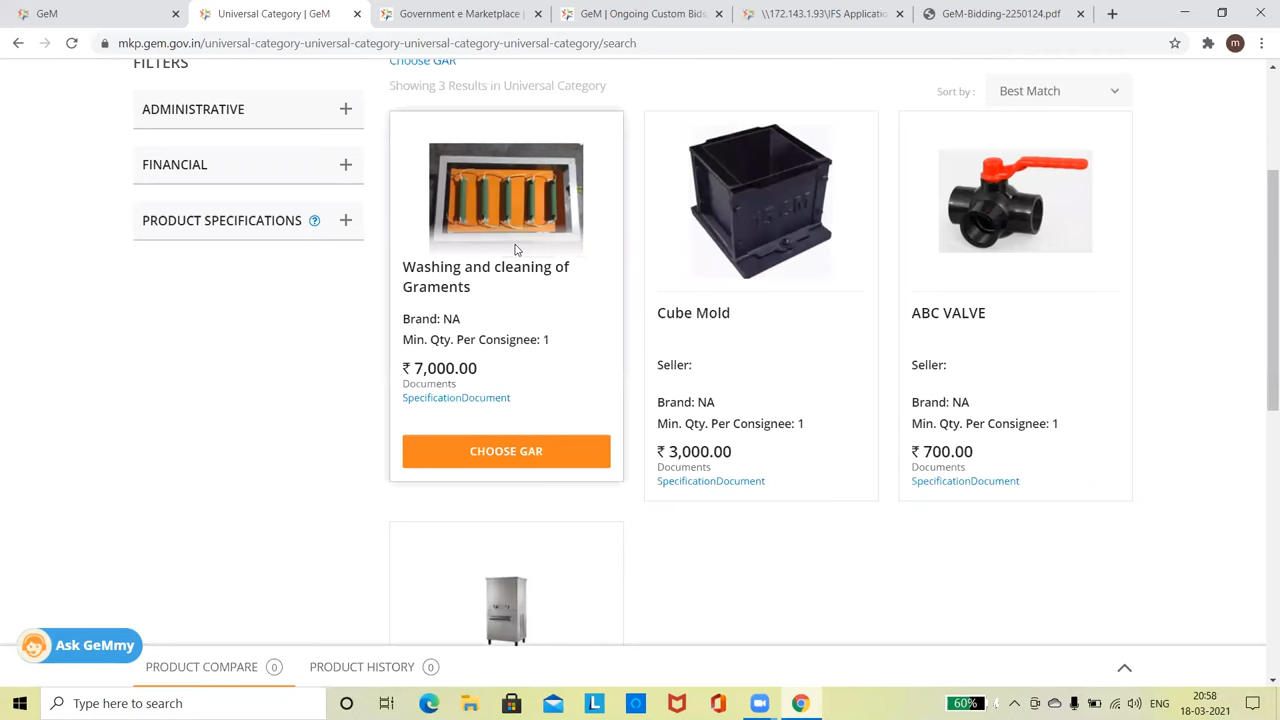 GeM
Universal Category | GeM
Government of Marketplace |
GeM | Ongoing Custom Bids,
\\172.143.1.93\FS Applicatio
GeM-Bidding-2250124.pdf
mkp.gem.gov.in/universal-category-universal-category-universal-category/search
m
FILTERS
Choose GAR
Showing 3 Results in Universal Category
Sort by :
Best Match
ADMINISTRATIVE
FINANCIAL
PRODUCT SPECIFICATIONS
Washing and cleaning of
Graments
Brand: NA
Min. Qty. Per Consignee: 1
₹ 7,000.00
Documents
SpecificationDocument
CHOOSE GAR
Cube Mold
Seller:
Brand: NA
Min. Qty. Per Consignee: 1
₹ 3,000.00
Documents
SpecificationDocument
ABC VALVE
Seller:
Brand: NA
Min. Qty. Per Consignee: 1
₹ 700.00
Documents
SpecificationDocument
Ask GeMmy
PRODUCT COMPARE 0
PRODUCT HISTORY 0
Type here to search
60%
ENG
20:58
18-03-2021